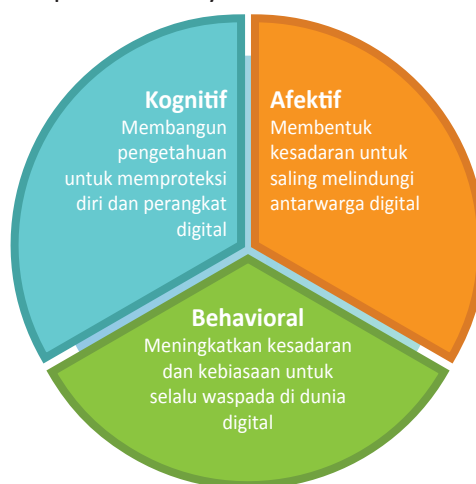 Kognitif
Membangun
pengetahuan
untuk memproteksi
diri dan perangkat
digital
Afektif
Membentuk
kesadaran untuk
saling melindungi
antarwarga digital
Behavioral
Meningkatkan kesadaran
dan kebiasaan untuk
selalu waspada di dunia
digital